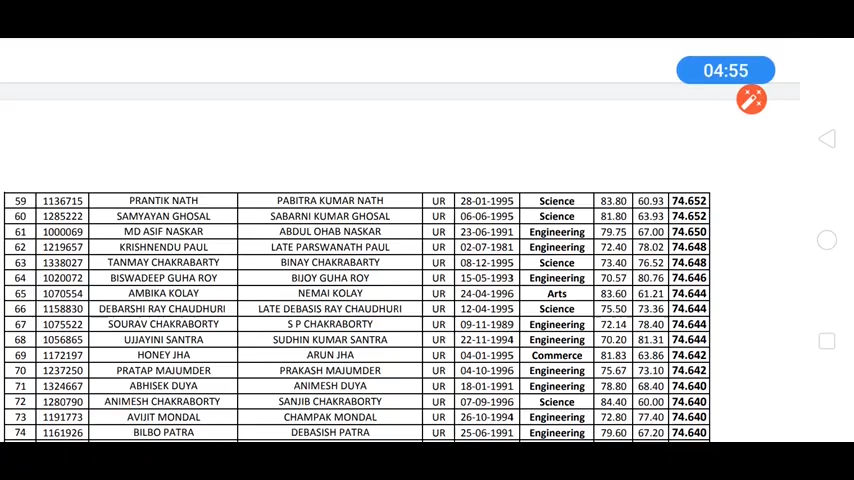 04:55
59 1136715 PRANTIK NATH PABITRA KUMAR NATH UR 28-01-1995 Science 83.80 60.93 74.652
60 1285222 SAMYAYAN GHOSAL SABARNI KUMAR GHOSAL UR 06-06-1995 Science 81.80 63.93 74.652
61 1000069 MD ASIF NASKAR ABDUL OHAB NASKAR UR 23-06-1991 Engineering 79.75 67.00 74.650
62 1219657 KRISHNENDU PAUL LATE PARSWANATH PAUL UR 02-07-1981 Engineering 72.40 78.02 74.648
63 1338027 TANMAY CHAKRABARTY BINAY CHAKRABARTY UR 08-12-1995 Science 73.40 76.52 74.648
64 1020072 BISWADEEP GUHA ROY BIJOY GUHA ROY UR 15-05-1993 Engineering 70.57 80.76 74.646
65 1070554 AMBIKA KOLAY NEMAI KOLAY UR 24-04-1996 Arts 83.60 61.21 74.644
66 1158830 DEBARSHI RAY CHAUDHURI LATE DEBASIS RAY CHAUDHURI UR 12-04-1995 Science 75.50 73.36 74.644
67 1075522 SOURAV CHAKRABORTY S P CHAKRABORTY UR 09-11-1989 Engineering 72.14 78.40 74.644
68 1056865 UJJAYINI SANTRA SUDHIN KUMAR SANTRA UR 22-11-1994 Engineering 70.20 81.31 74.644
69 1172197 HONEY JHA ARUN JHA UR 04-01-1995 Commerce 81.83 63.86 74.642
70 1237250 PRATAP MAJUMDER PRAKASH MAJUMDER UR 04-10-1996 Engineering 75.67 73.10 74.642
71 1324667 ABHISEK DUYA ANIMESH DUYA UR 18-01-1991 Engineering 78.80 68.40 74.640
72 1280790 ANIMESH CHAKRABORTY SANJIB CHAKRABORTY UR 07-09-1996 Science 84.40 60.00 74.640
73 1191773 AVIJIT MONDAL CHAMPAK MONDAL UR 26-10-1994 Engineering 72.80 77.40 74.640
74 1161926 BILBO PATRA DEBASISH PATRA UR 25-06-1991 Engineering 79.60 67.20 74.640